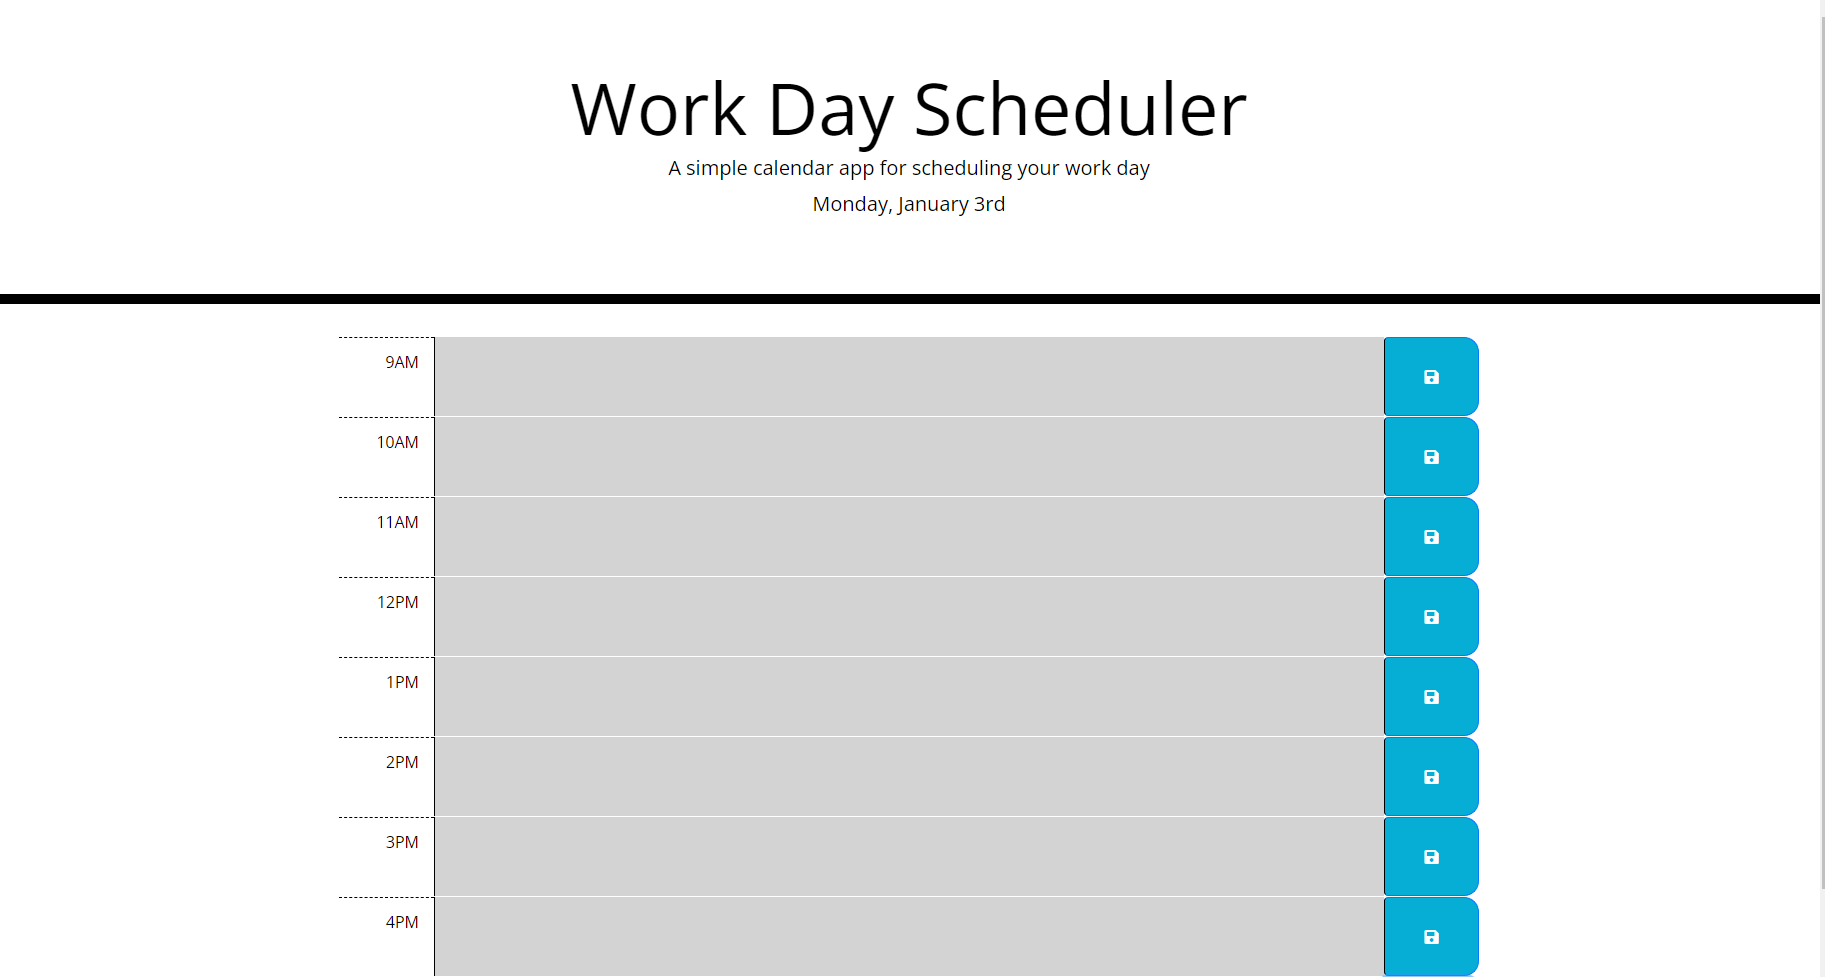 Work Day Scheduler
A simple calendar app for scheduling your work day
Monday, January 3rd
9AM
10AM
11AM
12PM
1PM
2PM
3PM
4PM